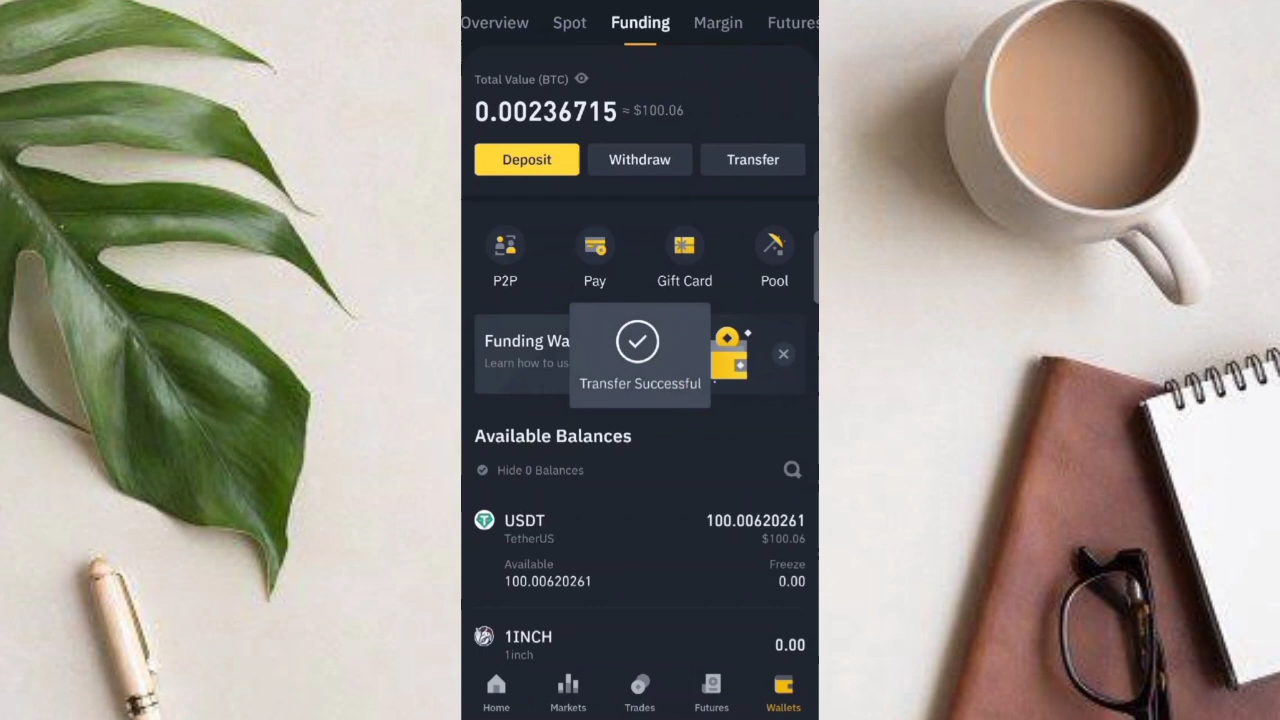 Overview Spot Funding Margin Futures
Total Value (BTC)
0.00236715 ≈ $100.06
Deposit Withdraw Transfer
P2P Pay Gift Card Pool
Funding Wa
Learn how to us
Transfer Successful
Available Balances
Hide 0 Balances
USDT 100.00620261
TetherUS $100.06
Available Freeze
100.00620261 0.00
1INCH 0.00
1inch
Home Markets Trades Futures Wallets